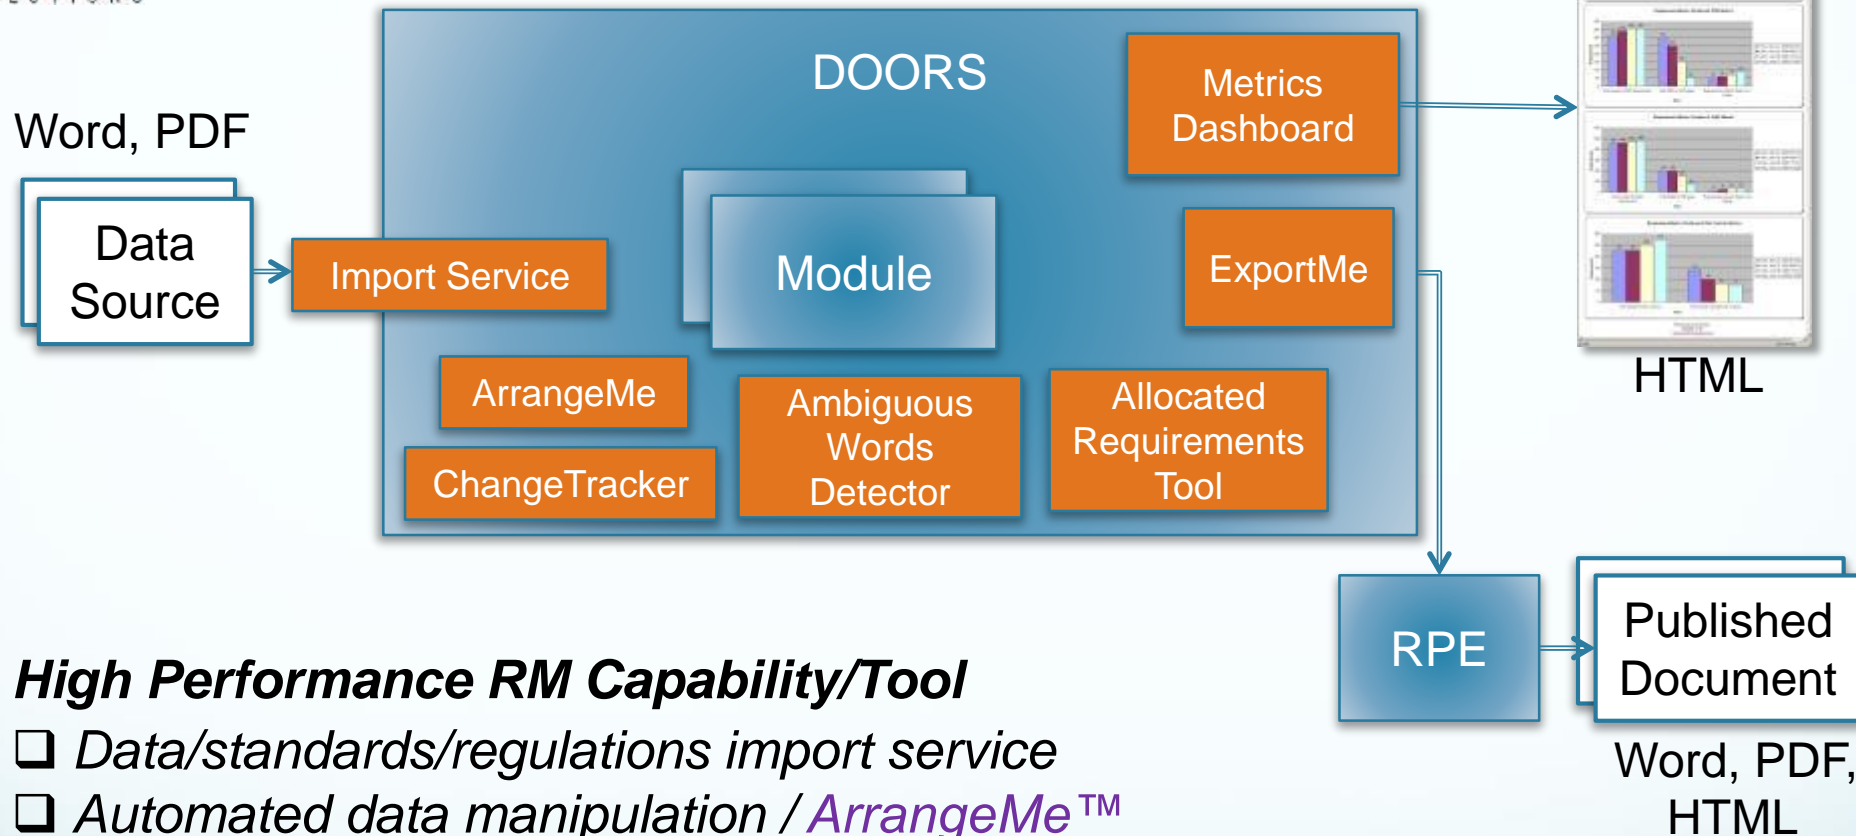 DOORS
Metrics
Dashboard
Word, PDF
Data
Source
Import Service
Module
ExportMe
HTML
ArrangeMe
Ambiguous
Words
Detector
Allocated
Requirements
Tool
ChangeTracker
RPE
Published
Document
Word, PDF,
HTML
High Performance RM Capability/Tool
Data/standards/regulations import service
Automated data manipulation / ArrangeMe™